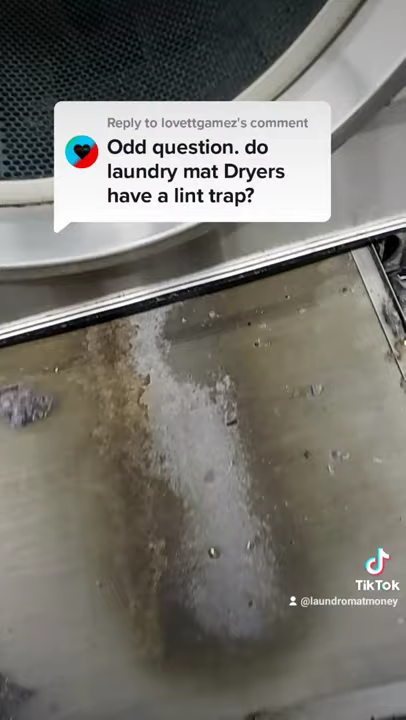 Reply to lovettgamez's comment
Odd question. do
laundry mat Dryers
have a lint trap?
TikTok
@laundromatmoney